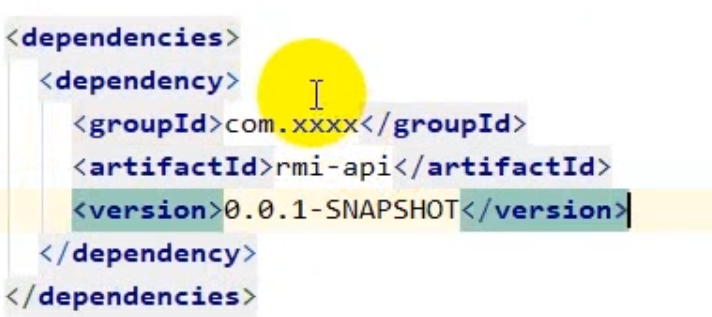 <dependencies>
<dependency>
<groupId>com.xxxx</groupId>
<artifactId>rmi-api</artifactId>
<version>0.0.1-SNAPSHOT</version>
</dependency>
</dependencies>